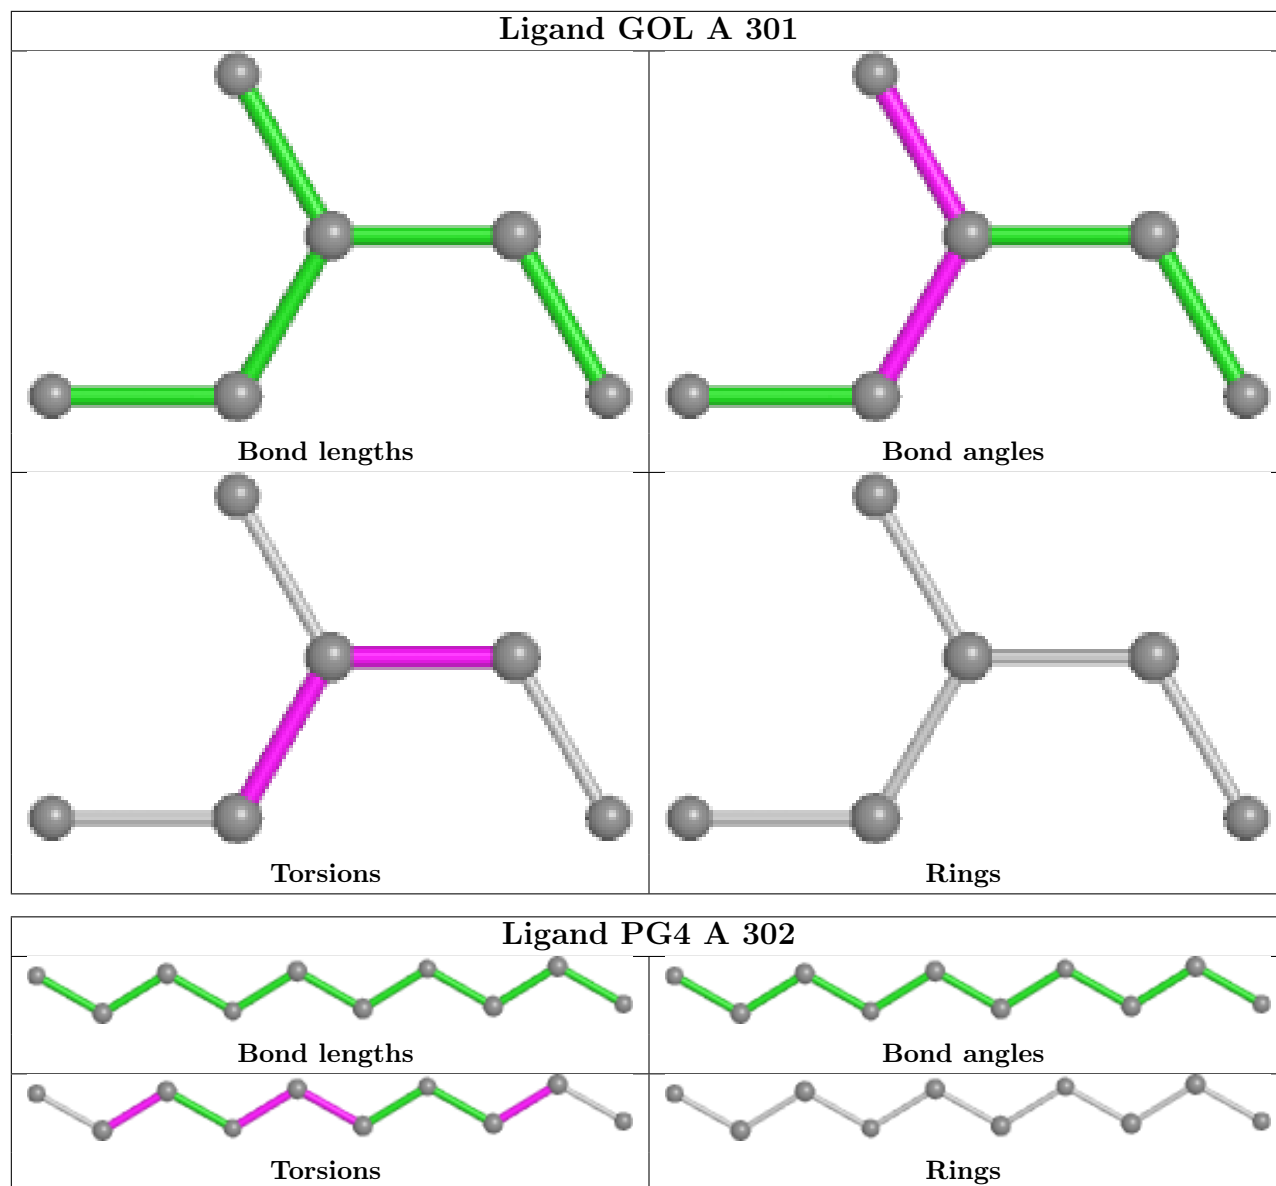 Ligand GOL A 301
Bond lengths
Bond angles
Torsions
Rings
Ligand PG4 A 302
Bond lengths
Bond angles
Torsions
Rings